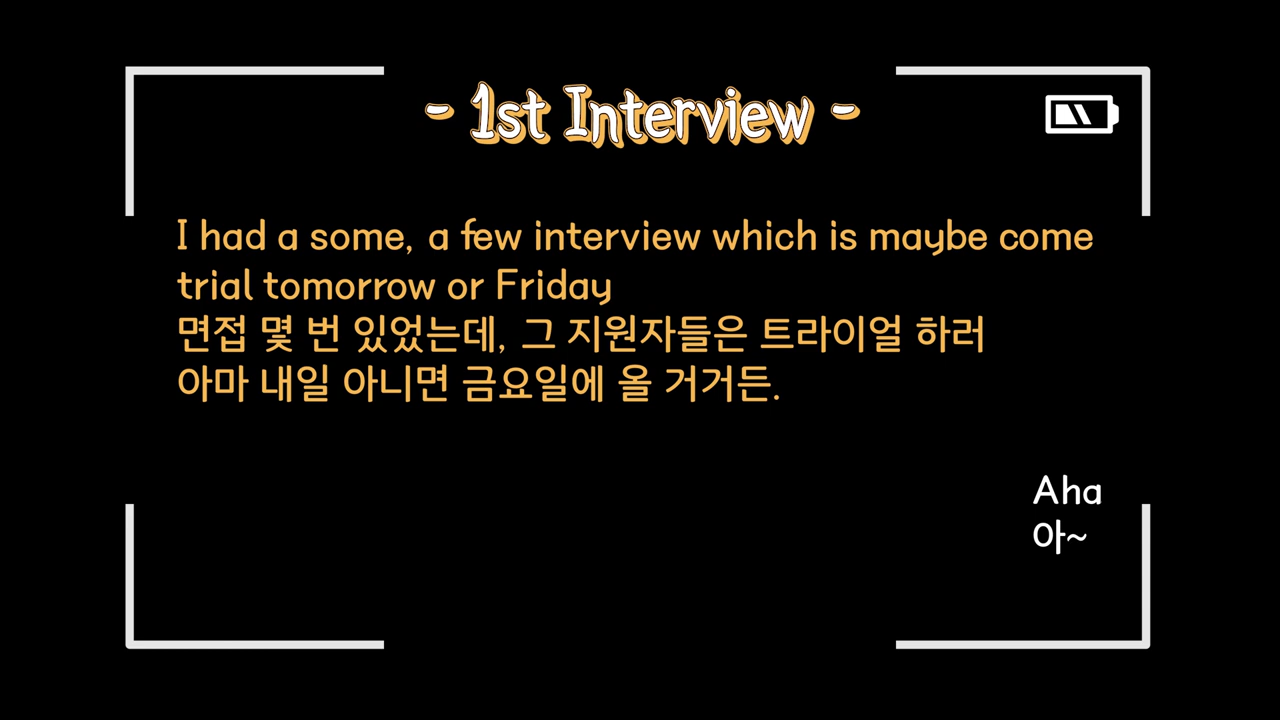 - 1st Interview -
I had a some, a few interview which is maybe come
trial tomorrow or Friday
면접 몇 번 있었는데, 그 지원자들은 트라이얼 하러
아마 내일 아니면 금요일에 올 거거든.
Aha
아~